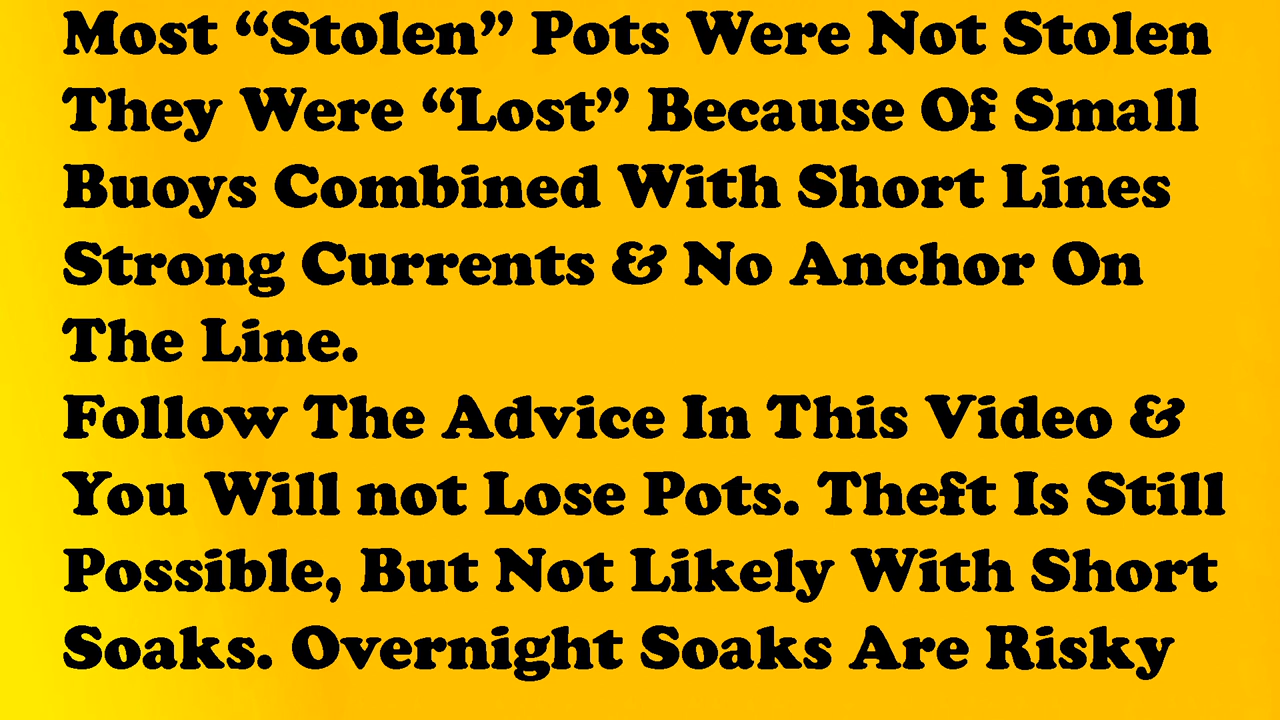 Most “Stolen” Pots Were Not Stolen
They Were “Lost” Because Of Small
Buoys Combined With Short Lines
Strong Currents & No Anchor On
The Line.
Follow The Advice In This Video &
You Will not Lose Pots. Theft Is Still
Possible, But Not Likely With Short
Soaks. Overnight Soaks Are Risky